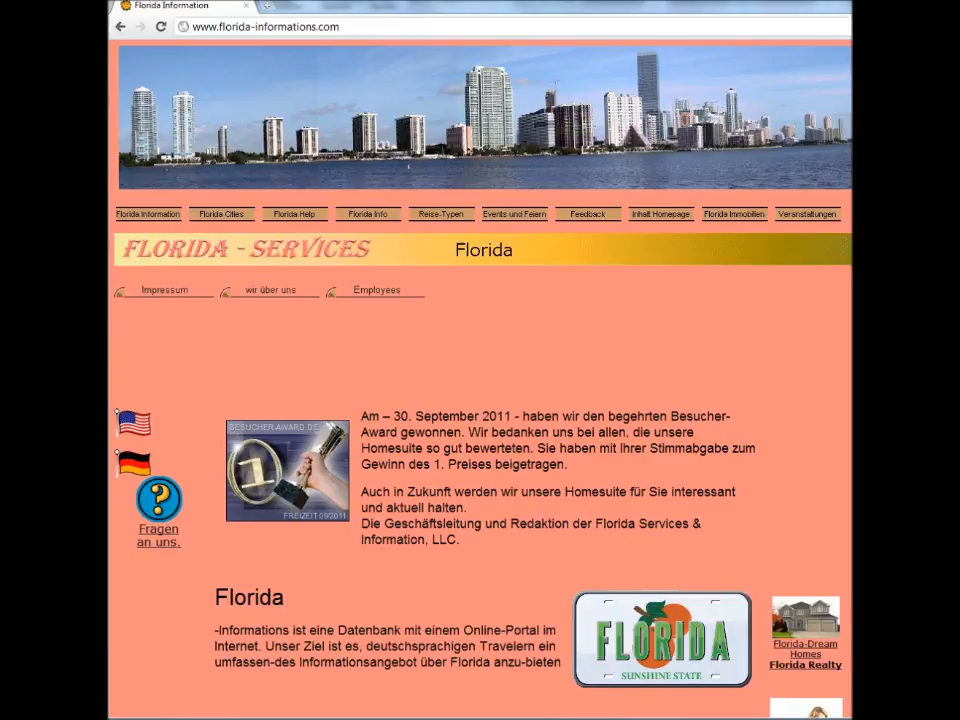 Florida Information
www.florida-informations.com
Florida Information Florida Cities Florida Help Florida Info Reise-Typen Events und Feiern Feedback Inhalt Homepage Florida Immobilien Veranstaltungen
FLORIDA - SERVICES Florida
Impressum wir über uns Employees
BESUCHER-AWARD.DE
1
FREIZEIT 09/2011
Am – 30. September 2011 - haben wir den begehrten Besucher-
Award gewonnen. Wir bedanken uns bei allen, die unsere
Homesuite so gut bewerteten. Sie haben mit ihrer Stimmabgabe zum
Gewinn des 1. Preises beigetragen.
Auch in Zukunft werden wir unsere Homesuite für Sie interessant
und aktuell halten.
Die Geschäftsleitung und Redaktion der Florida Services &
Information, LLC.
?
Fragen
an uns.
Florida
-Informations ist eine Datenbank mit einem Online-Portal im
Internet. Unser Ziel ist es, deutschsprachigen Travelern ein
umfassen-des Informationsangebot über Florida anzu-bieten
FLORIDA
SUNSHINE STATE
Florida-Dream
Homes
Florida Realty